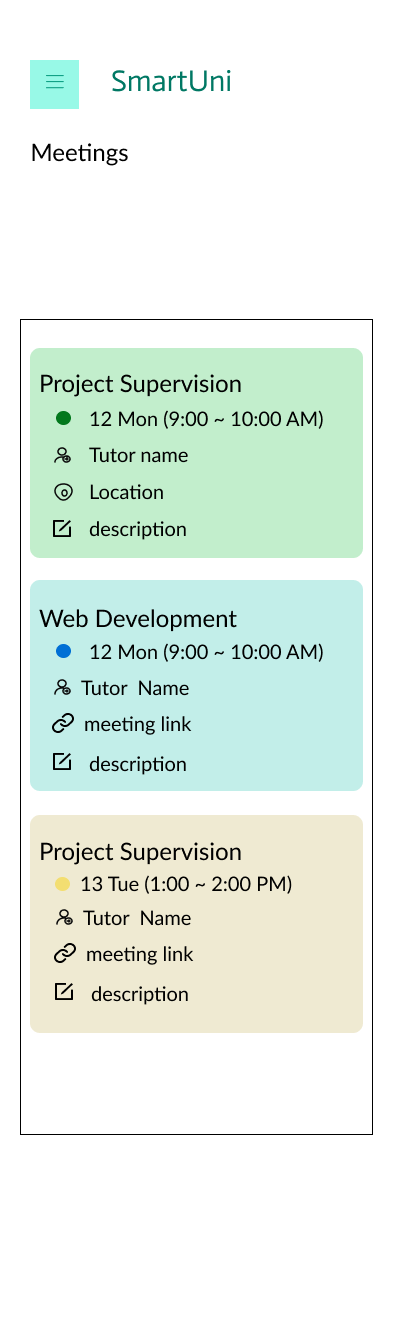 SmartUni
Meetings
Project Supervision
12 Mon (9:00 ~ 10:00 AM)
Tutor name
Location
description
Web Development
12 Mon (9:00 ~ 10:00 AM)
Tutor  Name
meeting link
description
Project Supervision
13 Tue (1:00 ~ 2:00 PM)
Tutor  Name
meeting link
description